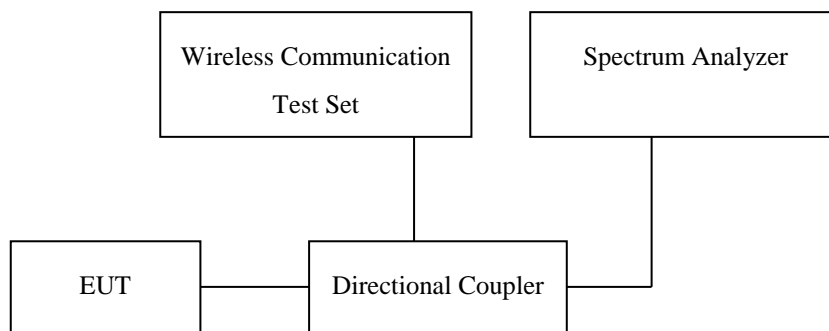 Wireless Communication
Test Set
Spectrum Analyzer
EUT
Directional Coupler